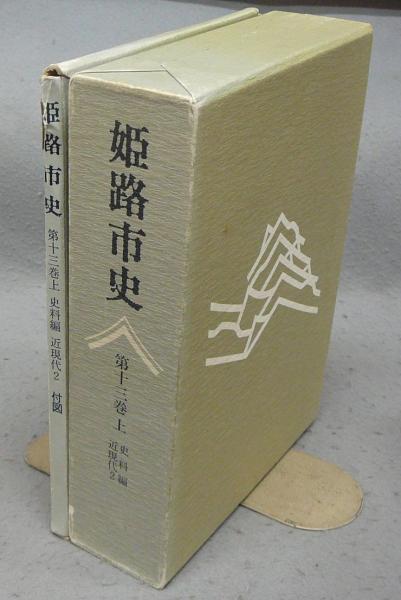 姫路市史
第十三巻上 史料編 近現代2 付図
姫路市史
第十三巻上
史料編
近現代2